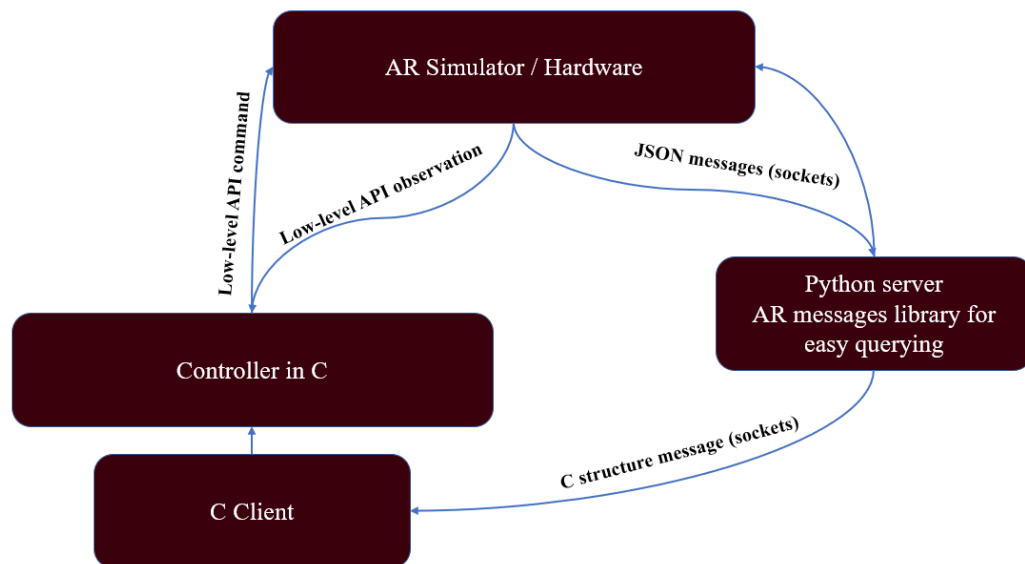 AR Simulator / Hardware
Low-level API command
Low-level API observation
JSON messages (sockets)
Python server
AR messages library for
easy querying
Controller in C
C structure message (sockets)
C Client